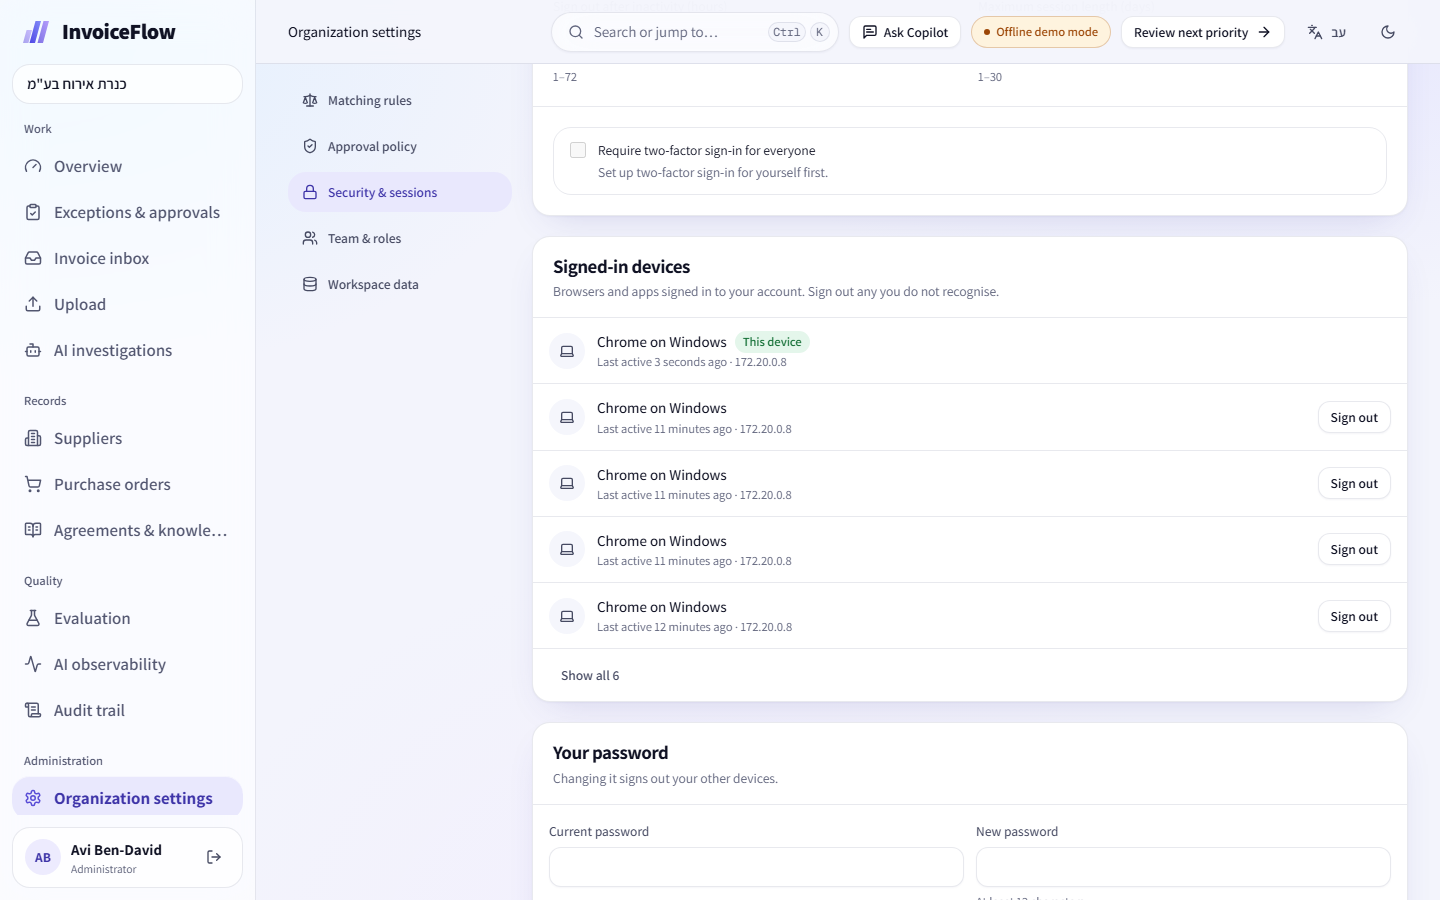 InvoiceFlow
כנרת אירוח בע"מ
Work
Overview
Exceptions & approvals
Invoice inbox
Upload
AI investigations
Records
Suppliers
Purchase orders
Agreements & knowle…
Quality
Evaluation
AI observability
Audit trail
Administration
Organization settings
AB
Avi Ben-David
Administrator
Organization settings
Search or jump to…
Ctrl K
Ask Copilot
Offline demo mode
Review next priority
עב
Matching rules
Approval policy
Security & sessions
Team & roles
Workspace data
1–72
1–30
Require two-factor sign-in for everyone
Set up two-factor sign-in for yourself first.
Signed-in devices
Browsers and apps signed in to your account. Sign out any you do not recognise.
Chrome on Windows This device
Last active 3 seconds ago · 172.20.0.8
Chrome on Windows
Last active 11 minutes ago · 172.20.0.8
Sign out
Chrome on Windows
Last active 11 minutes ago · 172.20.0.8
Sign out
Chrome on Windows
Last active 11 minutes ago · 172.20.0.8
Sign out
Chrome on Windows
Last active 12 minutes ago · 172.20.0.8
Sign out
Show all 6
Your password
Changing it signs out your other devices.
Current password
New password